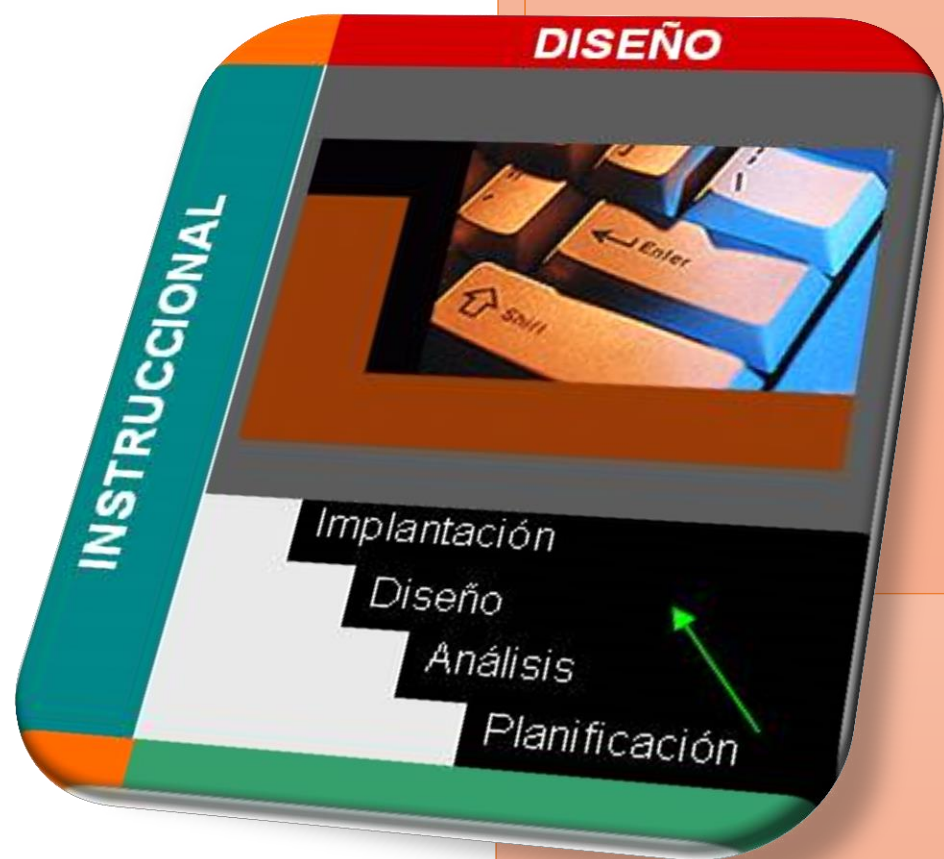 DISEÑO
INSTRUCCIONAL
Enter
Shift
Implantación
Diseño
Análisis
Planificación